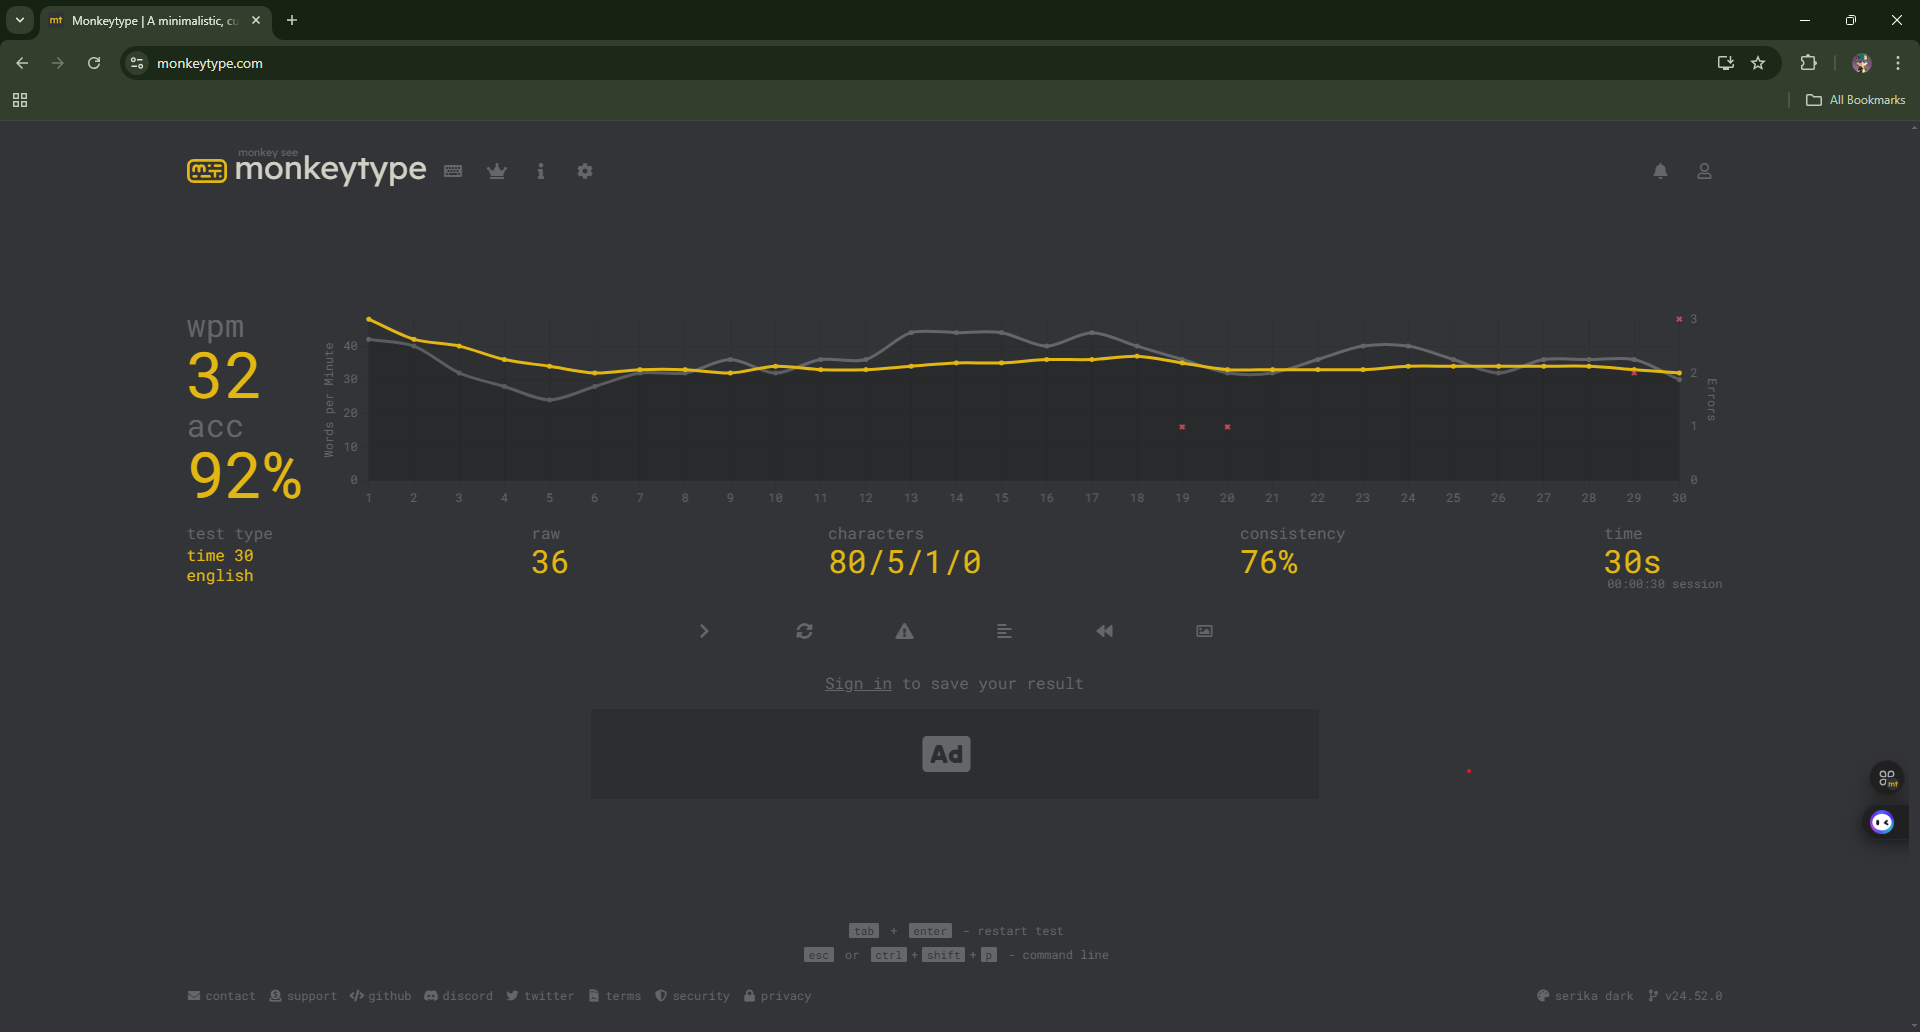 mt Monkeytype | A minimalistic, cu
monkeytype.com
All Bookmarks
monkey see
monkeytype
wpm
32
acc
92%
Words per Minute
40
30
20
10
0
3
2
1
0
Errors
1 2 3 4 5 6 7 8 9 10 11 12 13 14 15 16 17 18 19 20 21 22 23 24 25 26 27 28 29 30
test type
time 30
english
raw
36
characters
80/5/1/0
consistency
76%
time
30s
00:00:30 session
Sign in to save your result
Ad
mt
tab + enter - restart test
esc or ctrl + shift + p - command line
contact support github discord twitter terms security privacy
serika dark v24.52.0